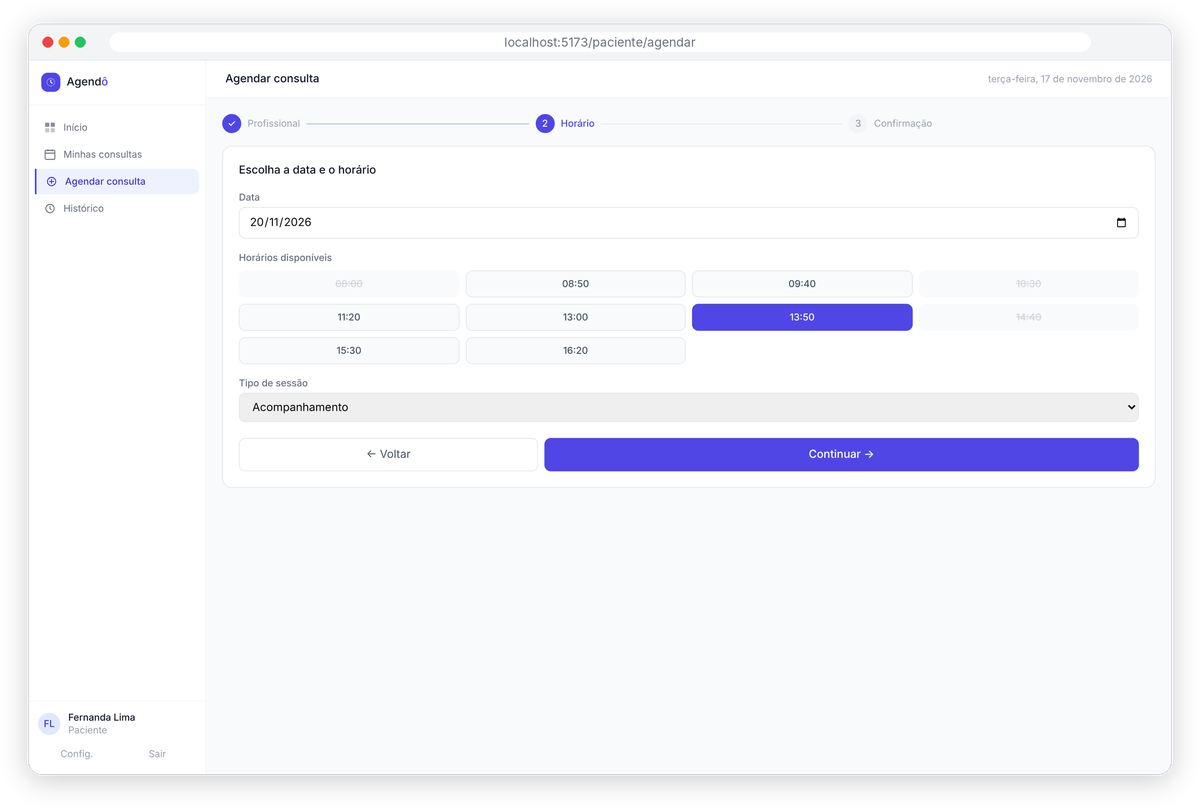 localhost:5173/paciente/agendar
Agendô
Agendar consulta
terça-feira, 17 de novembro de 2026
Início
Minhas consultas
Agendar consulta
Histórico
Profissional
2 Horário
3 Confirmação
Escolha a data e o horário
Data
20/11/2026
Horários disponíveis
08:00 08:50 09:40 10:30
11:20 13:00 13:50 14:40
15:30 16:20
Tipo de sessão
Acompanhamento
← Voltar
Continuar →
FL
Fernanda Lima
Paciente
Config. Sair